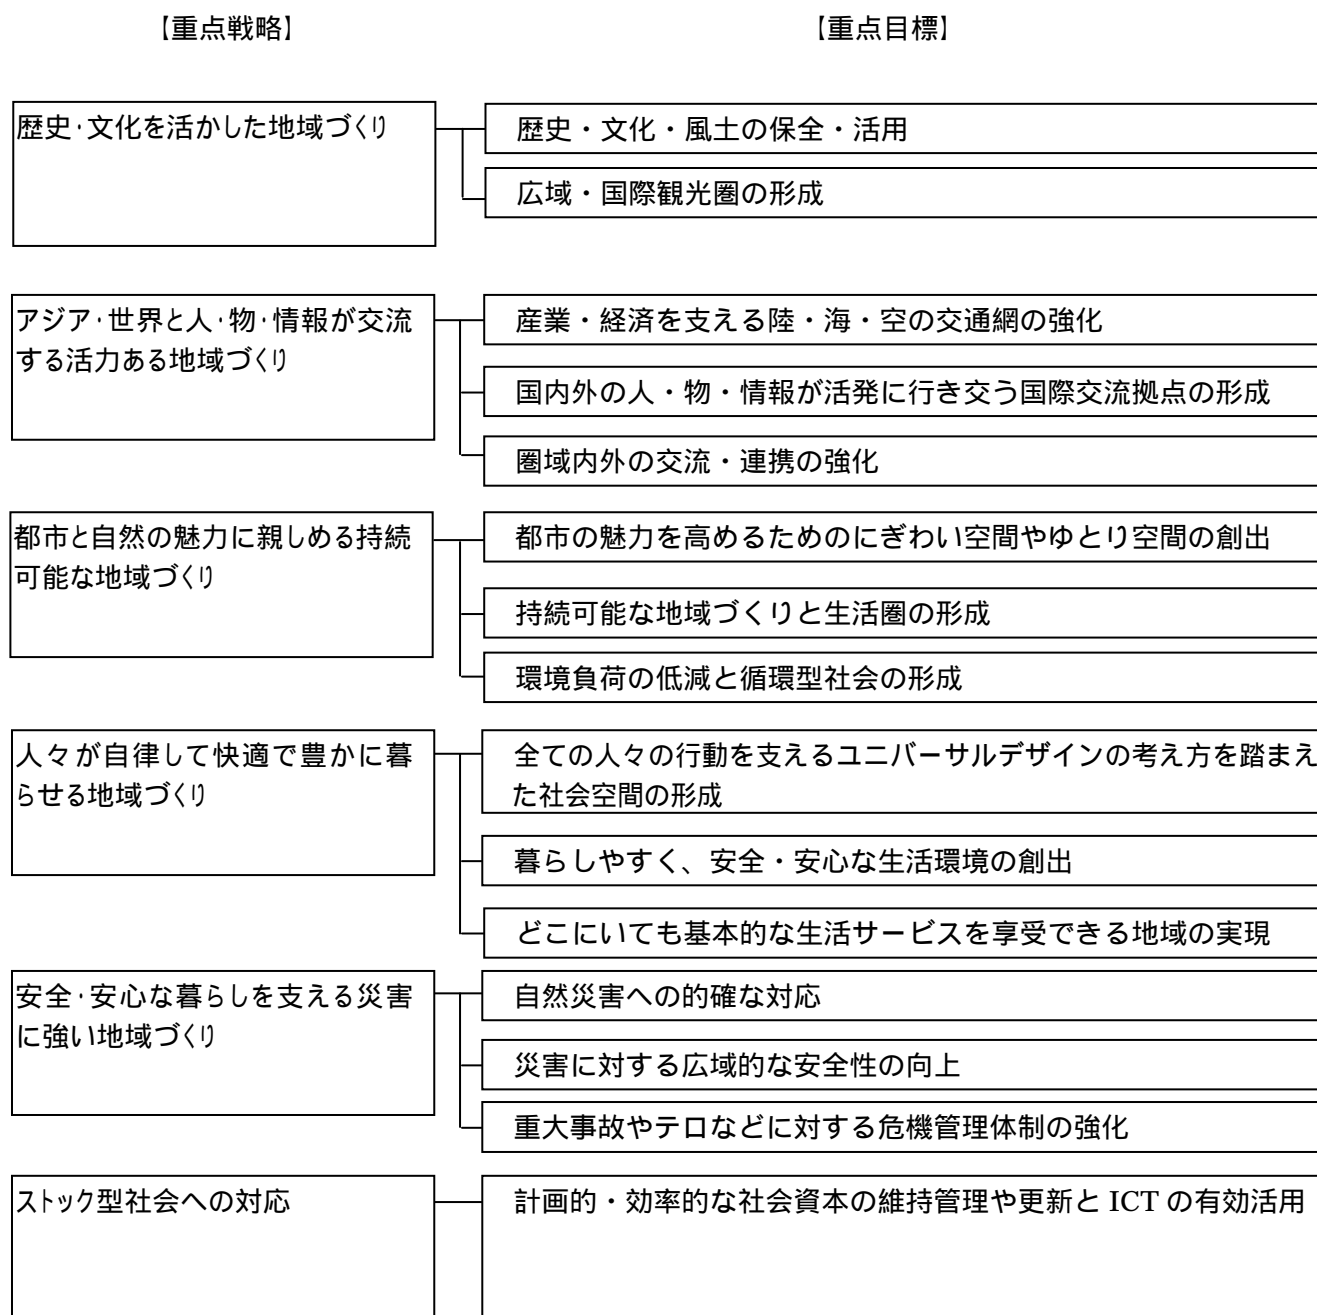 【重点戦略】
【重点目標】
歴史・文化を活かした地域づくり
歴史・文化・風土の保全・活用
広域・国際観光圏の形成
アジア・世界と人・物・情報が交流
する活力ある地域づくり
産業・経済を支える陸・海・空の交通網の強化
国内外の人・物・情報が活発に行き交う国際交流拠点の形成
圏域内外の交流・連携の強化
都市と自然の魅力に親しめる持続
可能な地域づくり
都市の魅力を高めるためのにぎわい空間やゆとり空間の創出
持続可能な地域づくりと生活圏の形成
環境負荷の低減と循環型社会の形成
人々が自律して快適で豊かに暮
らせる地域づくり
全ての人々の行動を支えるユニバーサルデザインの考え方を踏まえ
た社会空間の形成
暮らしやすく、安全・安心な生活環境の創出
どこにいても基本的な生活サービスを享受できる地域の実現
安全・安心な暮らしを支える災害
に強い地域づくり
自然災害への的確な対応
災害に対する広域的な安全性の向上
重大事故やテロなどに対する危機管理体制の強化
ストック型社会への対応
計画的・効率的な社会資本の維持管理や更新と ICT の有効活用